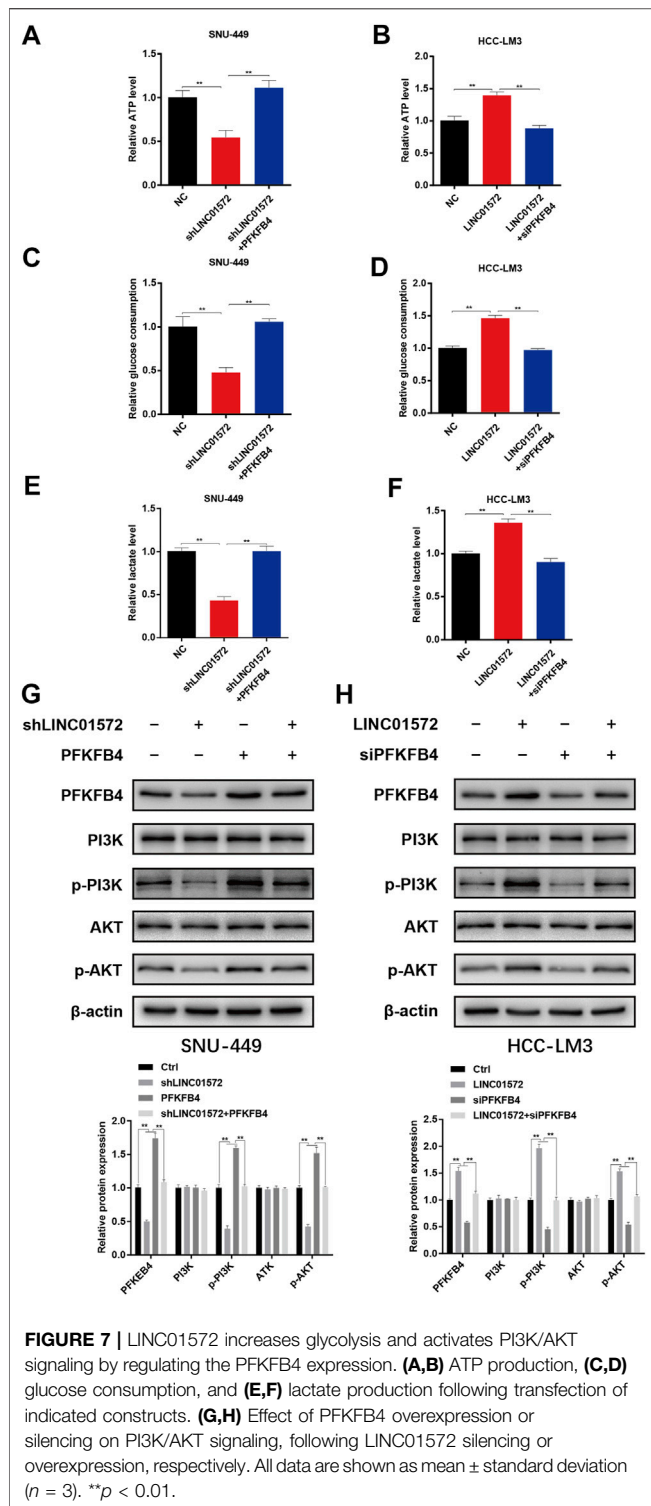 A
SNU-449
Relative ATP level
1.5
1.0
0.5
0.0
**
**
NC
shLINC01572
shLINC01572
+PFKFB4
B
HCC-LM3
Relative ATP level
2.0
1.5
1.0
0.5
0.0
**
**
NC
LINC01572
LINC01572
+siPFKFB4
C
SNU-449
Relative glucose consumption
1.5
1.0
0.5
0.0
**
**
NC
shLINC01572
shLINC01572
+PFKFB4
D
HCC-LM3
Relative glucose consumption
2.0
1.5
1.0
0.5
0.0
**
**
NC
LINC01572
LINC01572
+siPFKFB4
E
SNU-449
Relative lactate level
1.5
1.0
0.5
0.0
**
**
NC
shLINC01572
shLINC01572
+PFKFB4
F
HCC-LM3
Relative lactate level
1.5
1.0
0.5
0.0
**
**
NC
LINC01572
LINC01572
+siPFKFB4
G
shLINC01572 – + – +
PFKFB4 – – + +
PFKFB4
PI3K
p-PI3K
AKT
p-AKT
β-actin
SNU-449
Ctrl
shLINC01572
PFKFB4
shLINC01572+PFKFB4
Relative protein expression
2.0
1.5
1.0
0.5
0.0
** **
** **
** **
PFKEB4
PI3K
p-PI3K
ATK
p-AKT
H
LINC01572 – + – +
siPFKFB4 – – + +
PFKFB4
PI3K
p-PI3K
AKT
p-AKT
β-actin
HCC-LM3
Ctrl
LINC01572
siPFKFB4
LINC01572+siPFKFB4
Relative protein expression
2.5
2.0
1.5
1.0
0.5
0.0
** **
** **
** **
PFKFB4
PI3K
p-PI3K
AKT
p-AKT
FIGURE 7 | LINC01572 increases glycolysis and activates PI3K/AKT
signaling by regulating the PFKFB4 expression. (A,B) ATP production, (C,D)
glucose consumption, and (E,F) lactate production following transfection of
indicated constructs. (G,H) Effect of PFKFB4 overexpression or
silencing on PI3K/AKT signaling, following LINC01572 silencing or
overexpression, respectively. All data are shown as mean ± standard deviation
(n = 3). **p < 0.01.